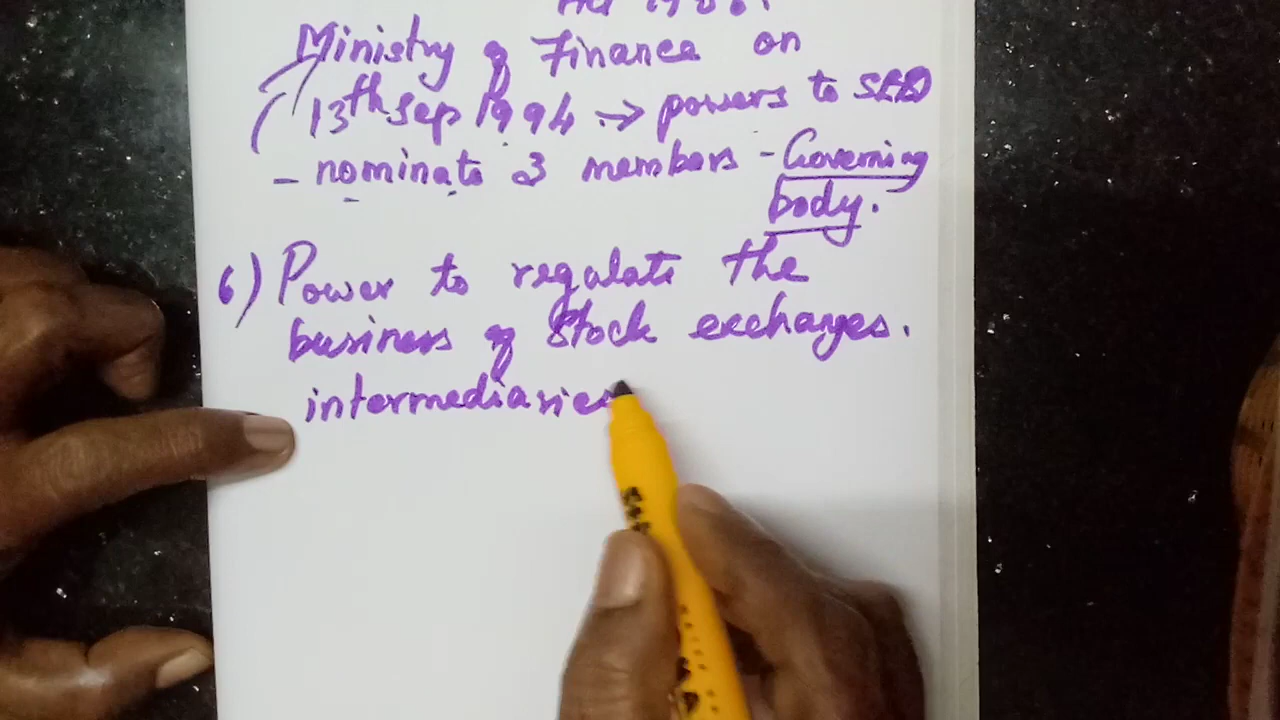 Ministry of Finance on
13th Sep 1994 → powers to
- nominate 3 members - Governing
body.
6) Power to regulate the
business of Stock exchanges.
intermediaries